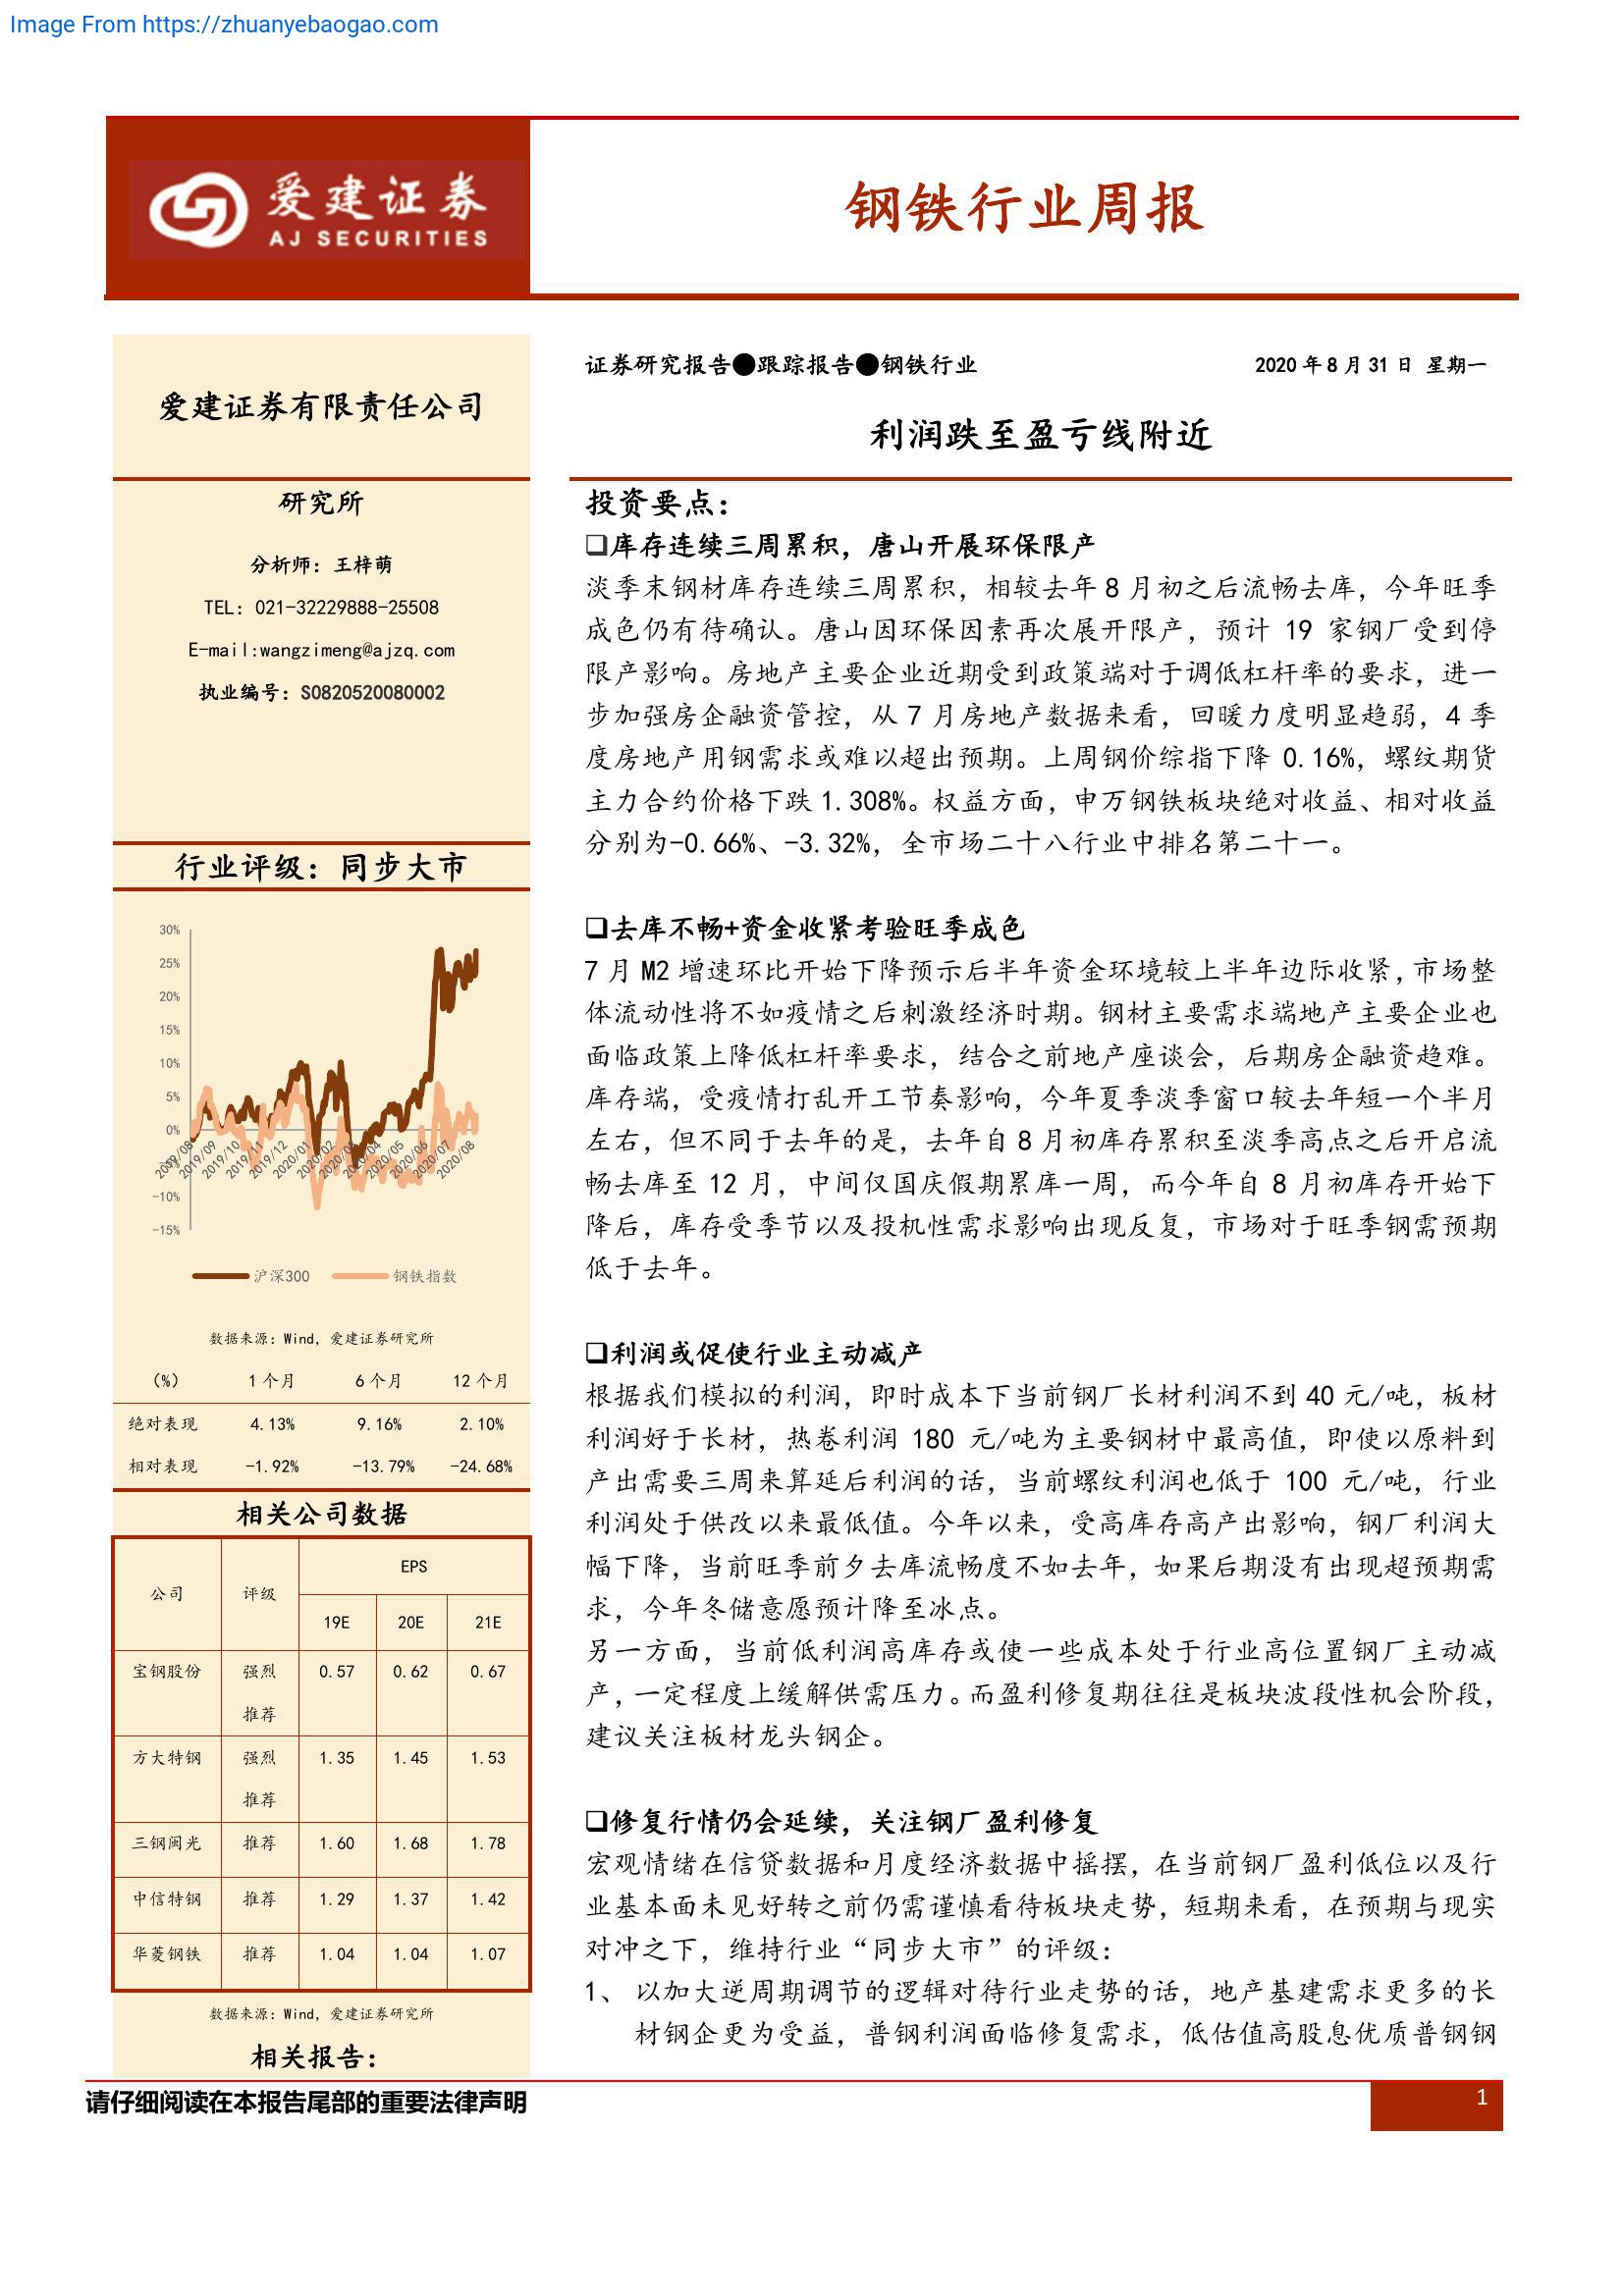 Image From https://zhuanyebaogao.com
爱建证券
AJ SECURITIES
钢铁行业周报
爱建证券有限责任公司
研究所
分析师：王梓萌
TEL：021-32229888-25508
E-mail:wangzimeng@ajzq.com
执业编号：S0820520080002
行业评级：同步大市
30%
25%
20%
15%
10%
5%
0%
-10%
-15%
2019/08
2019/09
2019/10
2019/11
2019/12
2020/01
2020/02
2020/04
2020/05
2020/06
2020/07
2020/08
沪深300 钢铁指数
数据来源：Wind，爱建证券研究所
（%） 1个月 6个月 12个月
绝对表现 4.13% 9.16% 2.10%
相对表现 -1.92% -13.79% -24.68%
相关公司数据
公司 评级 EPS
19E 20E 21E
宝钢股份 强烈 0.57 0.62 0.67
推荐
方大特钢 强烈 1.35 1.45 1.53
推荐
三钢闽光 推荐 1.60 1.68 1.78
中信特钢 推荐 1.29 1.37 1.42
华菱钢铁 推荐 1.04 1.04 1.07
数据来源：Wind，爱建证券研究所
相关报告：
证券研究报告●跟踪报告●钢铁行业 2020年8月31日 星期一
利润跌至盈亏线附近
投资要点：
❑库存连续三周累积，唐山开展环保限产
淡季末钢材库存连续三周累积，相较去年8月初之后流畅去库，今年旺季
成色仍有待确认。唐山因环保因素再次展开限产，预计 19 家钢厂受到停
限产影响。房地产主要企业近期受到政策端对于调低杠杆率的要求，进一
步加强房企融资管控，从7月房地产数据来看，回暖力度明显趋弱，4季
度房地产用钢需求或难以超出预期。上周钢价综指下降 0.16%，螺纹期货
主力合约价格下跌1.308%。权益方面，申万钢铁板块绝对收益、相对收益
分别为-0.66%、-3.32%，全市场二十八行业中排名第二十一。
❑去库不畅+资金收紧考验旺季成色
7月M2增速环比开始下降预示后半年资金环境较上半年边际收紧，市场整
体流动性将不如疫情之后刺激经济时期。钢材主要需求端地产主要企业也
面临政策上降低杠杆率要求，结合之前地产座谈会，后期房企融资趋难。
库存端，受疫情打乱开工节奏影响，今年夏季淡季窗口较去年短一个半月
左右，但不同于去年的是，去年自8月初库存累积至淡季高点之后开启流
畅去库至 12 月，中间仅国庆假期累库一周，而今年自 8 月初库存开始下
降后，库存受季节以及投机性需求影响出现反复，市场对于旺季钢需预期
低于去年。
❑利润或促使行业主动减产
根据我们模拟的利润，即时成本下当前钢厂长材利润不到40元/吨，板材
利润好于长材，热卷利润 180 元/吨为主要钢材中最高值，即使以原料到
产出需要三周来算延后利润的话，当前螺纹利润也低于 100 元/吨，行业
利润处于供改以来最低值。今年以来，受高库存高产出影响，钢厂利润大
幅下降，当前旺季前夕去库流畅度不如去年，如果后期没有出现超预期需
求，今年冬储意愿预计降至冰点。
另一方面，当前低利润高库存或使一些成本处于行业高位置钢厂主动减
产，一定程度上缓解供需压力。而盈利修复期往往是板块波段性机会阶段，
建议关注板材龙头钢企。
❑修复行情仍会延续，关注钢厂盈利修复
宏观情绪在信贷数据和月度经济数据中摇摆，在当前钢厂盈利低位以及行
业基本面未见好转之前仍需谨慎看待板块走势，短期来看，在预期与现实
对冲之下，维持行业“同步大市”的评级：
1、 以加大逆周期调节的逻辑对待行业走势的话，地产基建需求更多的长
材钢企更为受益，普钢利润面临修复需求，低估值高股息优质普钢钢
请仔细阅读在本报告尾部的重要法律声明 1